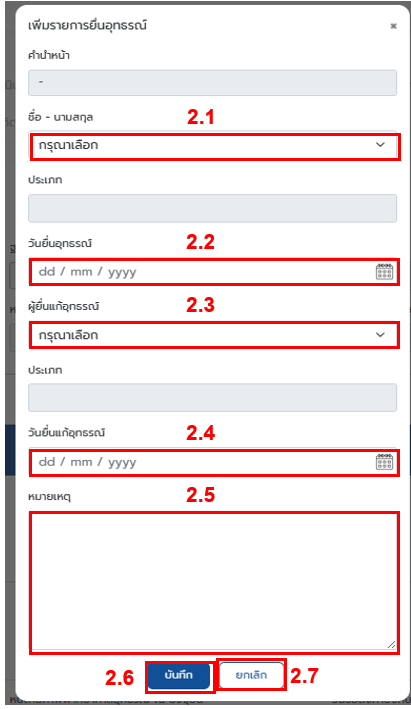 เพิ่มรายการยื่นอุทธรณ์ ×
คำนำหน้า
-
ชื่อ - นามสกุล 2.1
กรุณาเลือก
ประเภท
วันยื่นอุทธรณ์ 2.2
dd / mm / yyyy
ผู้ยื่นแก้อุทธรณ์ 2.3
กรุณาเลือก
ประเภท
วันยื่นแก้อุทธรณ์ 2.4
dd / mm / yyyy
หมายเหตุ 2.5
2.6 บันทึก ยกเลิก 2.7